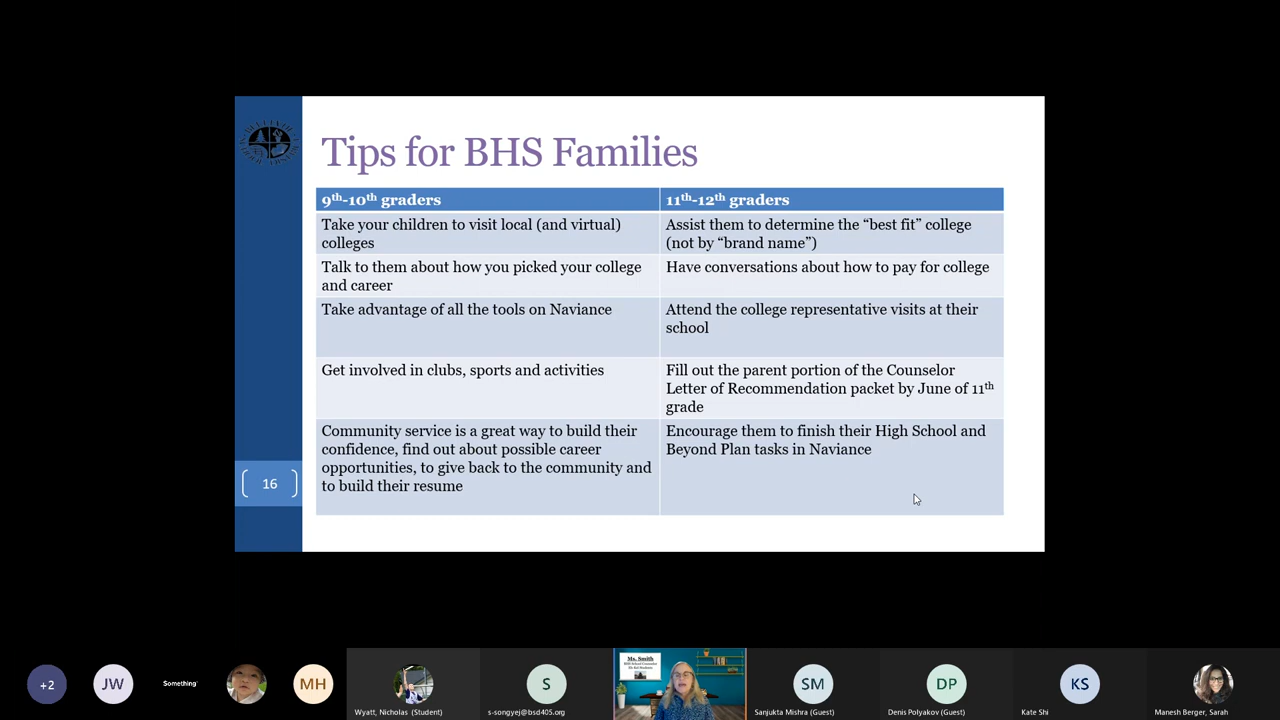 Tips for BHS Families
9th-10th graders
11th-12th graders
Take your children to visit local (and virtual)
colleges
Assist them to determine the “best fit” college
(not by “brand name”)
Talk to them about how you picked your college
and career
Have conversations about how to pay for college
Take advantage of all the tools on Naviance
Attend the college representative visits at their
school
Get involved in clubs, sports and activities
Fill out the parent portion of the Counselor
Letter of Recommendation packet by June of 11th
grade
Community service is a great way to build their
confidence, find out about possible career
opportunities, to give back to the community and
to build their resume
Encourage them to finish their High School and
Beyond Plan tasks in Naviance
16
+2
JW
Something
MH
S
Ms. Smith
SM
DP
KS
Wyatt, Nicholas (Student)
s-songyej@bsd405.org
Sanjukta Mishra (Guest)
Denis Polyakov (Guest)
Kate Shi
Manesh Berger, Sarah